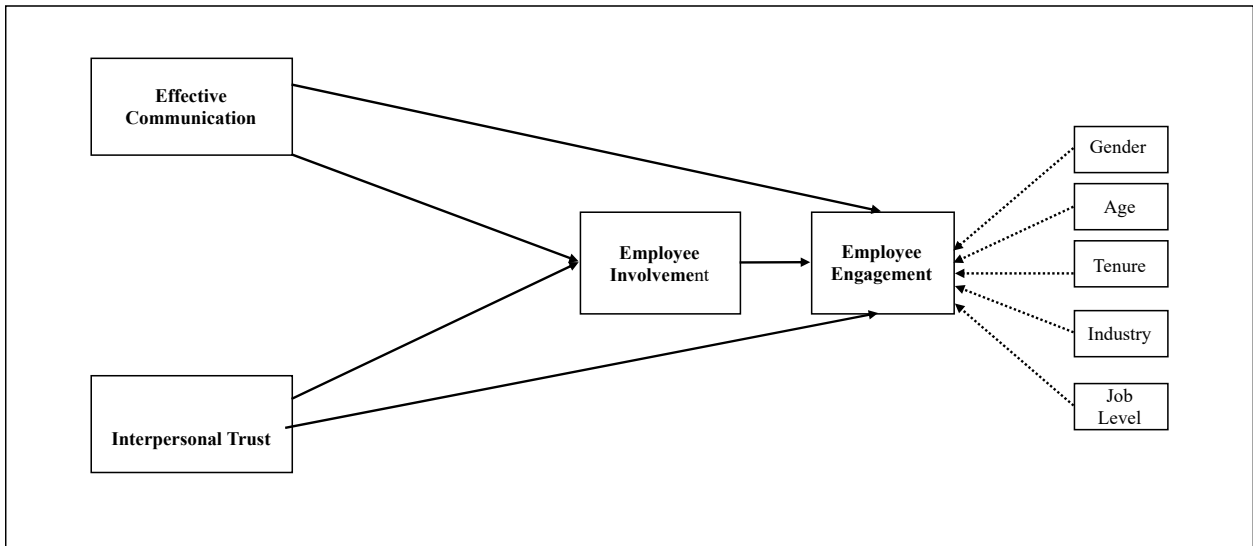 Effective
Communication
Gender
Age
Employee
Involvement
Employee
Engagement
Tenure
Industry
Job
Level
Interpersonal Trust